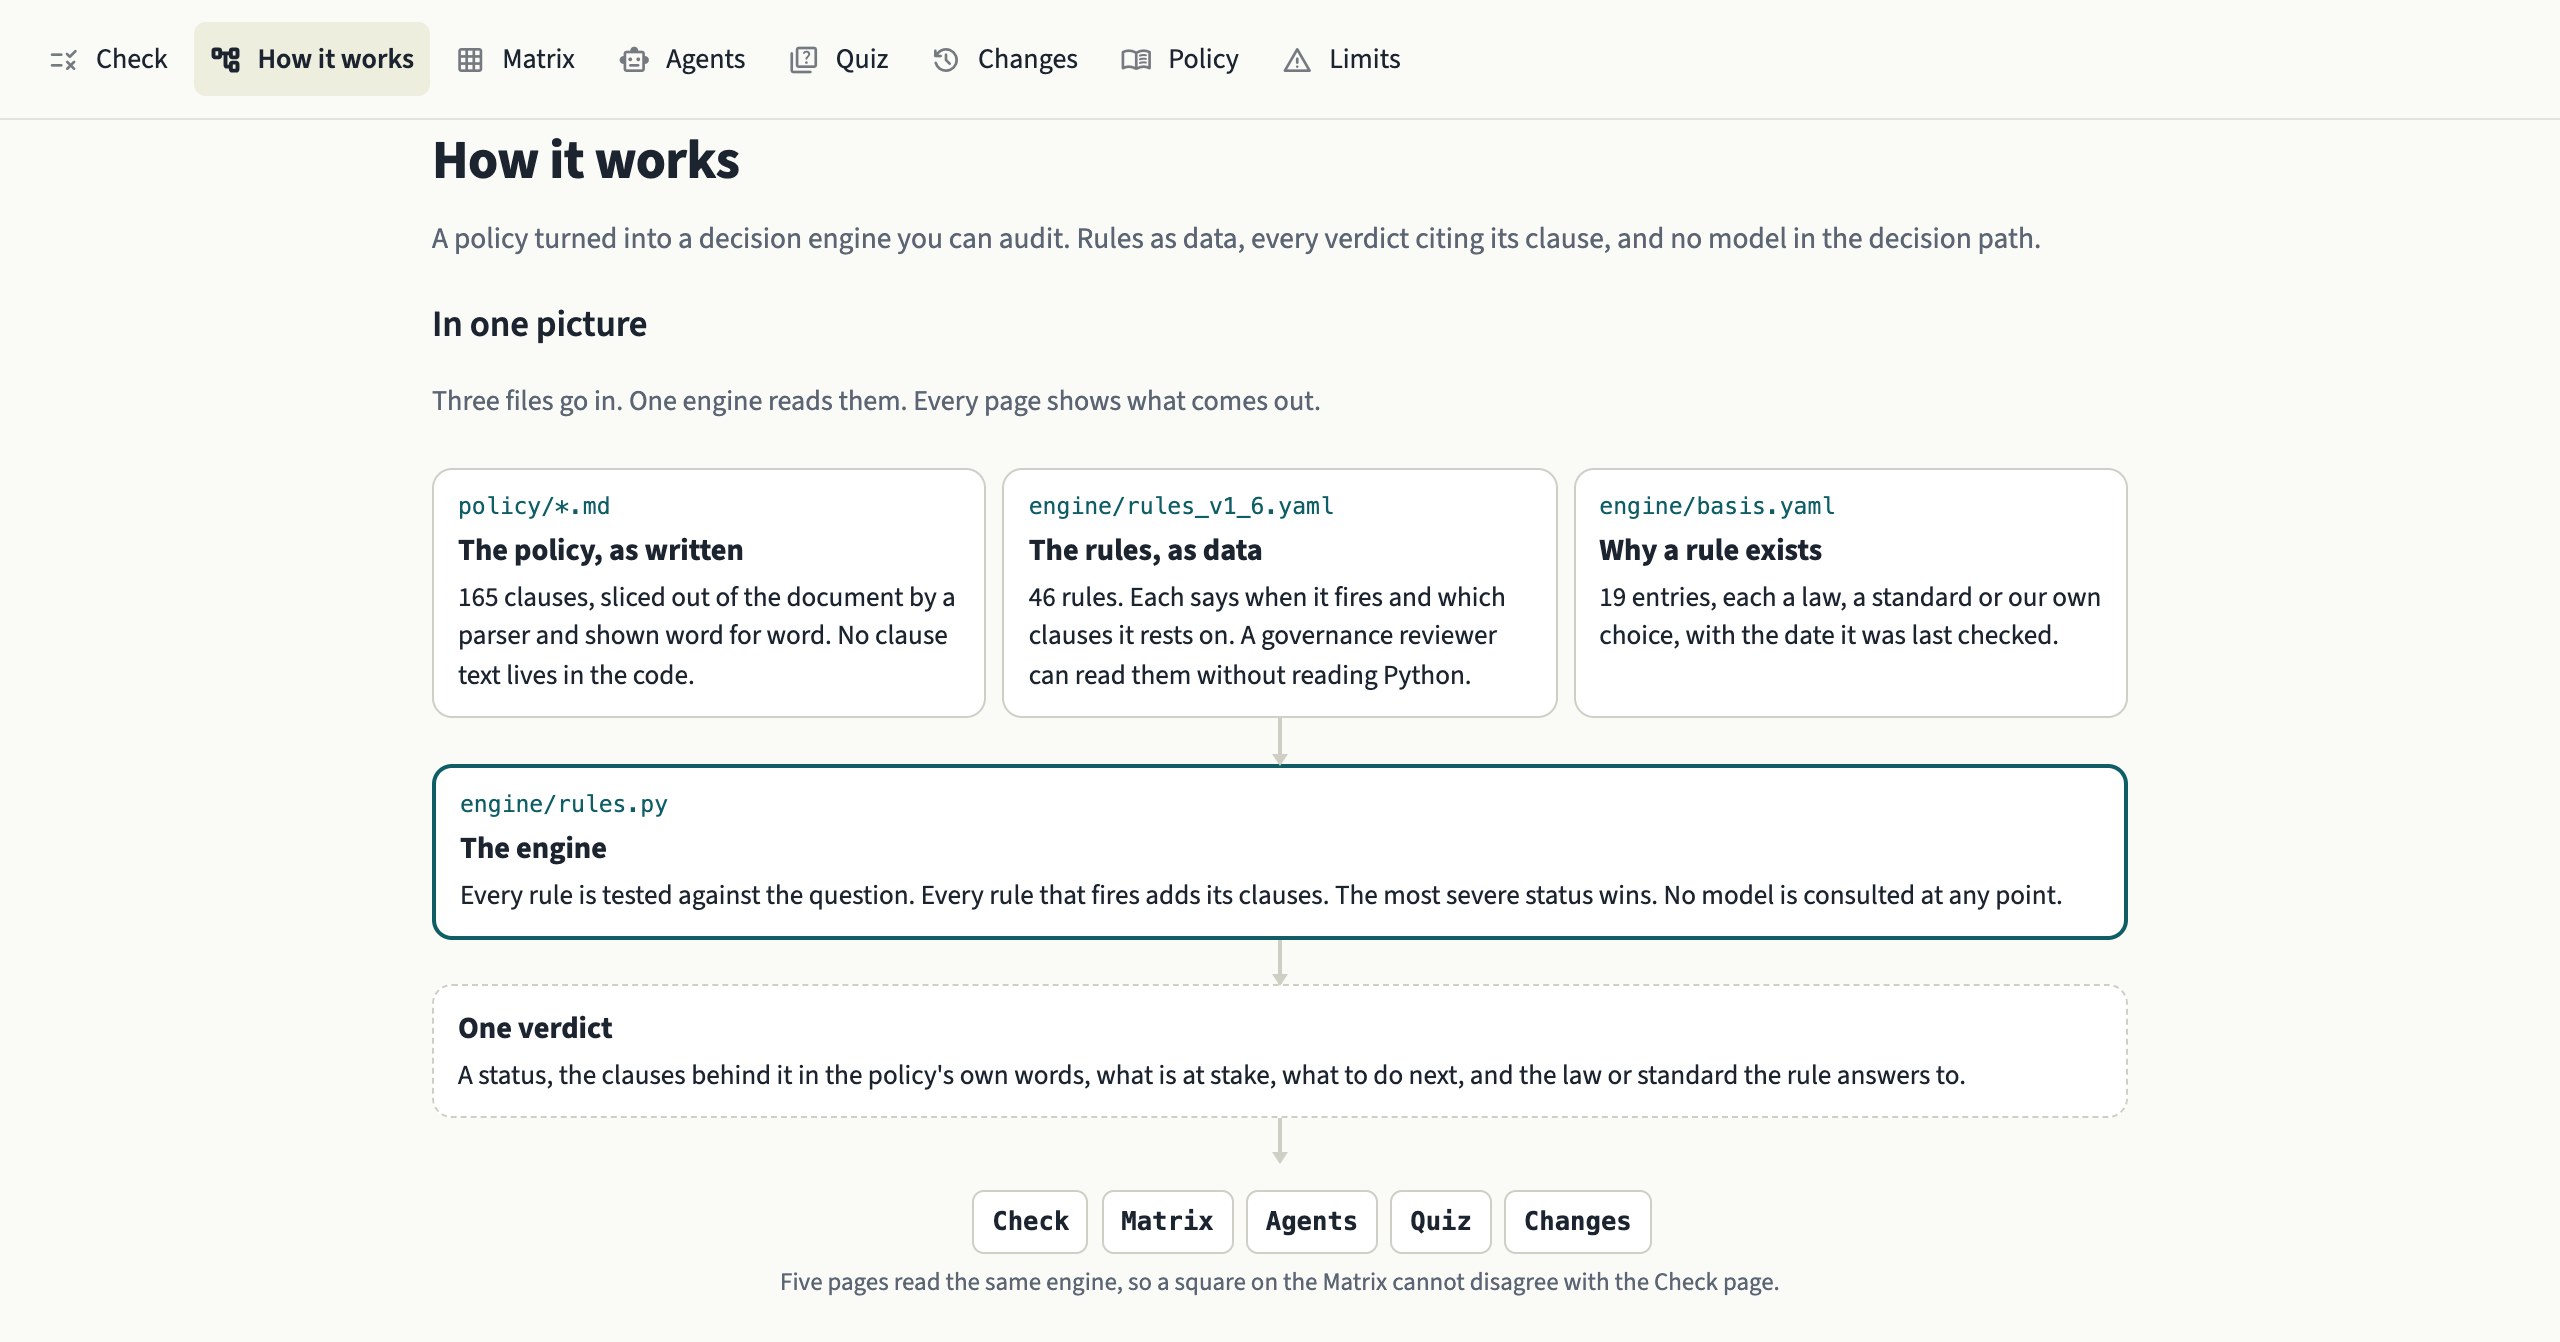 Check How it works Matrix Agents Quiz Changes Policy Limits
How it works
A policy turned into a decision engine you can audit. Rules as data, every verdict citing its clause, and no model in the decision path.
In one picture
Three files go in. One engine reads them. Every page shows what comes out.
policy/*.md
The policy, as written
165 clauses, sliced out of the document by a
parser and shown word for word. No clause
text lives in the code.
engine/rules_v1_6.yaml
The rules, as data
46 rules. Each says when it fires and which
clauses it rests on. A governance reviewer
can read them without reading Python.
engine/basis.yaml
Why a rule exists
19 entries, each a law, a standard or our own
choice, with the date it was last checked.
engine/rules.py
The engine
Every rule is tested against the question. Every rule that fires adds its clauses. The most severe status wins. No model is consulted at any point.
One verdict
A status, the clauses behind it in the policy's own words, what is at stake, what to do next, and the law or standard the rule answers to.
Check Matrix Agents Quiz Changes
Five pages read the same engine, so a square on the Matrix cannot disagree with the Check page.